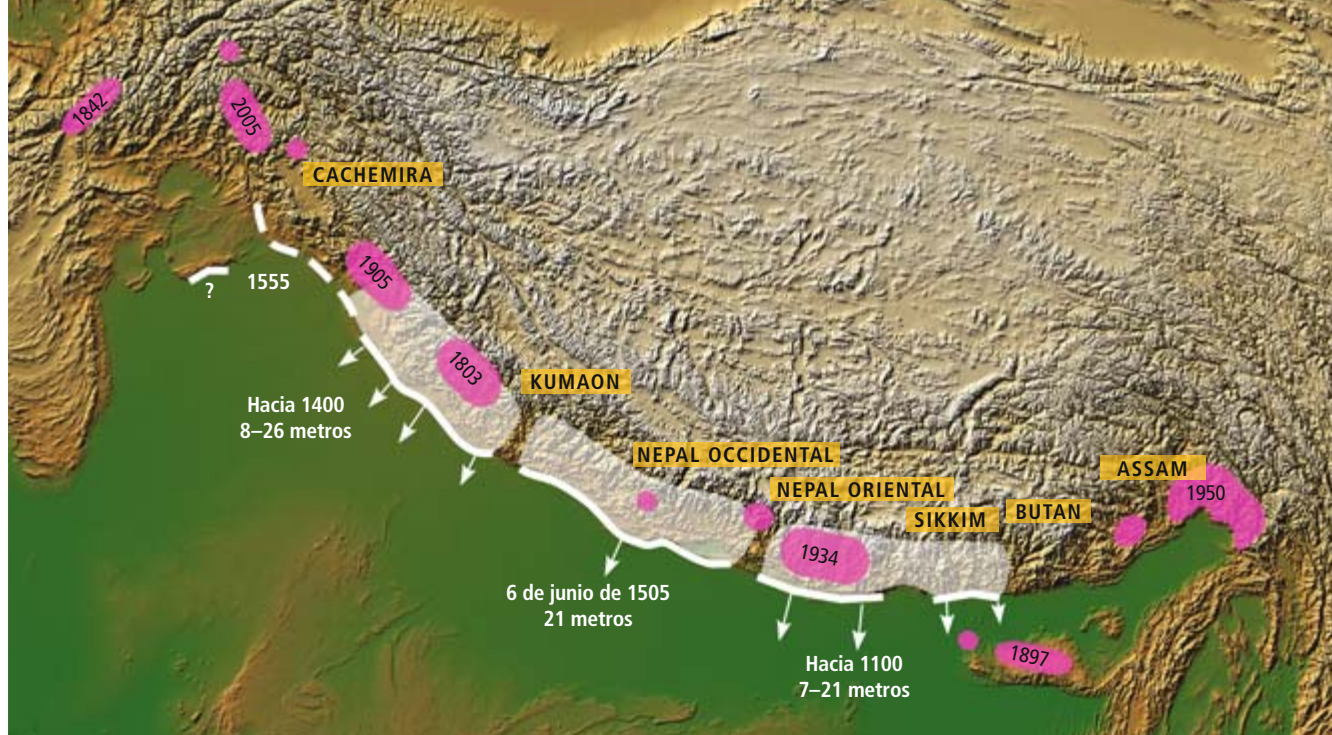 1842
2005
CACHEMIRA
1905
?
1555
1803
KUMAON
Hacia 1400
8–26 metros
NEPAL OCCIDENTAL
NEPAL ORIENTAL
ASSAM
1950
SIKKIM
BUTAN
1934
6 de junio de 1505
21 metros
1897
Hacia 1100
7–21 metros